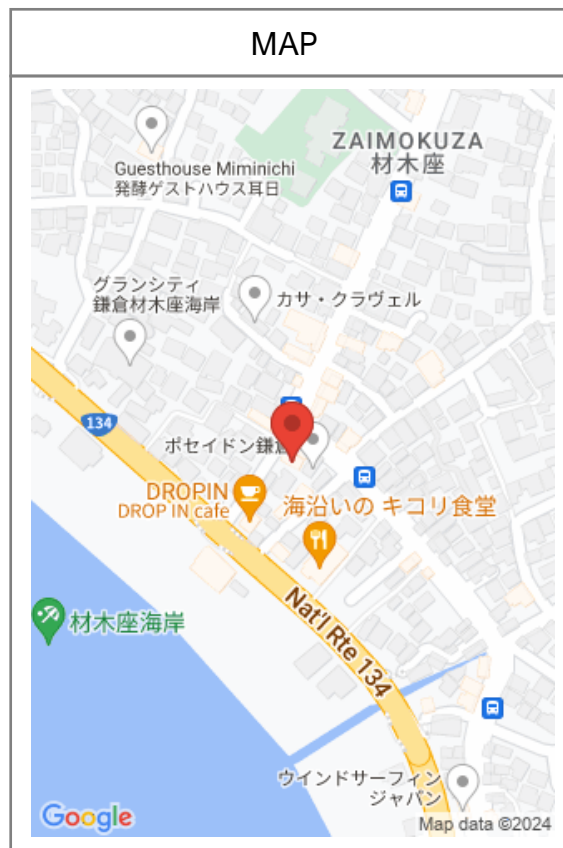 MAP
ZAIMOKUZA
材木座
Guesthouse Miminichi
発酵ゲストハウス耳日
グランシティ
鎌倉材木座海岸
カサ・クラヴェル
134
ポセイドン鎌倉
DROPIN
DROP IN cafe
海沿いの キコリ食堂
Nat'l Rte 134
材木座海岸
ウインドサーフィン
ジャパン
Google
Map data ©2024